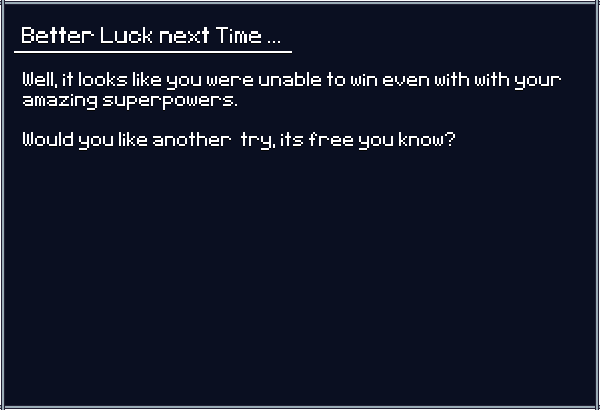 Better Luck next Time ...
Well, it looks like you were unable to win even with with your
amazing superpowers.
Would you like another  try, its free you know?